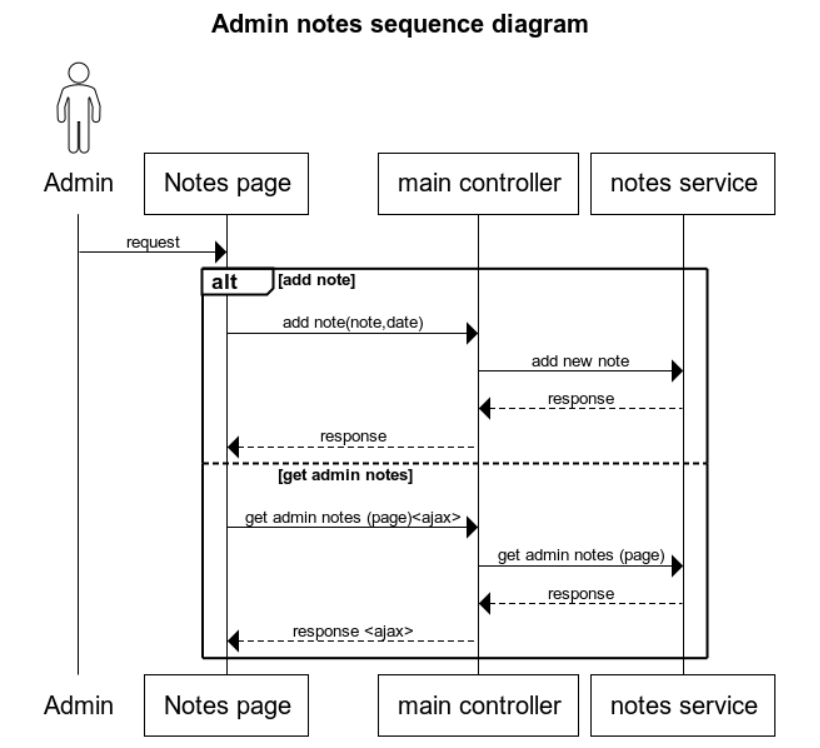 Admin notes sequence diagram
Admin
Notes page
main controller
notes service
request
alt
[add note]
add note(note,date)
add new note
response
response
[get admin notes]
get admin notes (page)<ajax>
get admin notes (page)
response
response <ajax>
Admin
Notes page
main controller
notes service